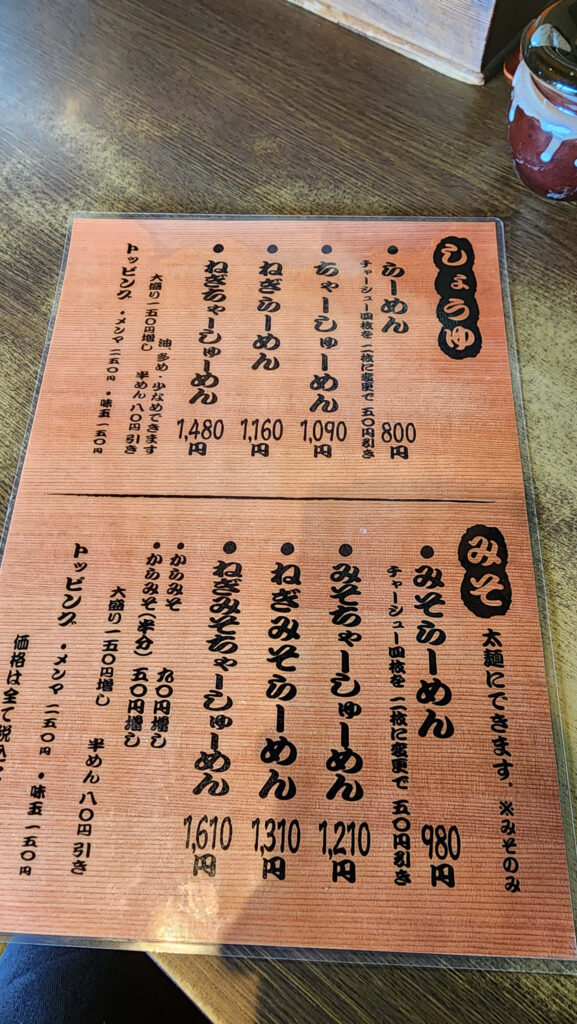 しょうゆ
・らーめん 800円
チャーシュー四枚を 二枚に変更で 五〇円引き
・ちゃーしゅーめん 1,090円
・ねぎらーめん 1,160円
・ねぎちゃーしゅーめん 1,480円
油 多め・少なめできます
大盛り一五〇円増し 半めん 八〇円引き
トッピング ・メンマ 二五〇円 ・味玉 一五〇円
みそ 太麺にできます。※みそのみ
・みそらーめん 980円
チャーシュー四枚を 二枚に変更で 五〇円引き
・みそちゃーしゅーめん 1,210円
・ねぎみそらーめん 1,310円
・ねぎみそちゃーしゅーめん 1,610円
・からみそ 九〇円増し
・からみそ(半分) 五〇円増し
大盛り一五〇円増し 半めん 八〇円引き
トッピング ・メンマ 二五〇円 ・味玉 一五〇円
価格は全て税込